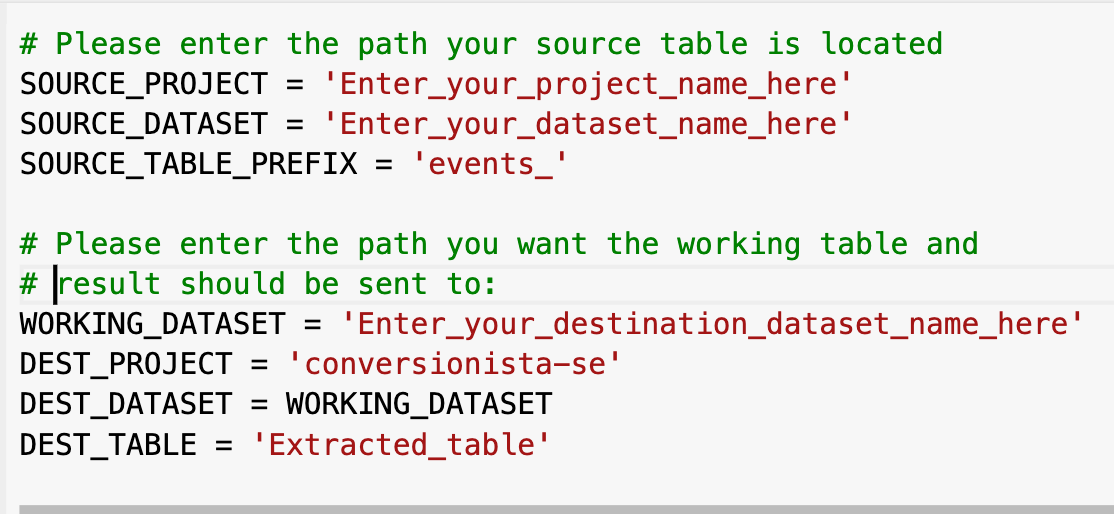 # Please enter the path your source table is located
SOURCE_PROJECT = 'Enter_your_project_name_here'
SOURCE_DATASET = 'Enter_your_dataset_name_here'
SOURCE_TABLE_PREFIX = 'events_'
# Please enter the path you want the working table and
# result should be sent to:
WORKING_DATASET = 'Enter_your_destination_dataset_name_here'
DEST_PROJECT = 'conversionista-se'
DEST_DATASET = WORKING_DATASET
DEST_TABLE = 'Extracted_table'